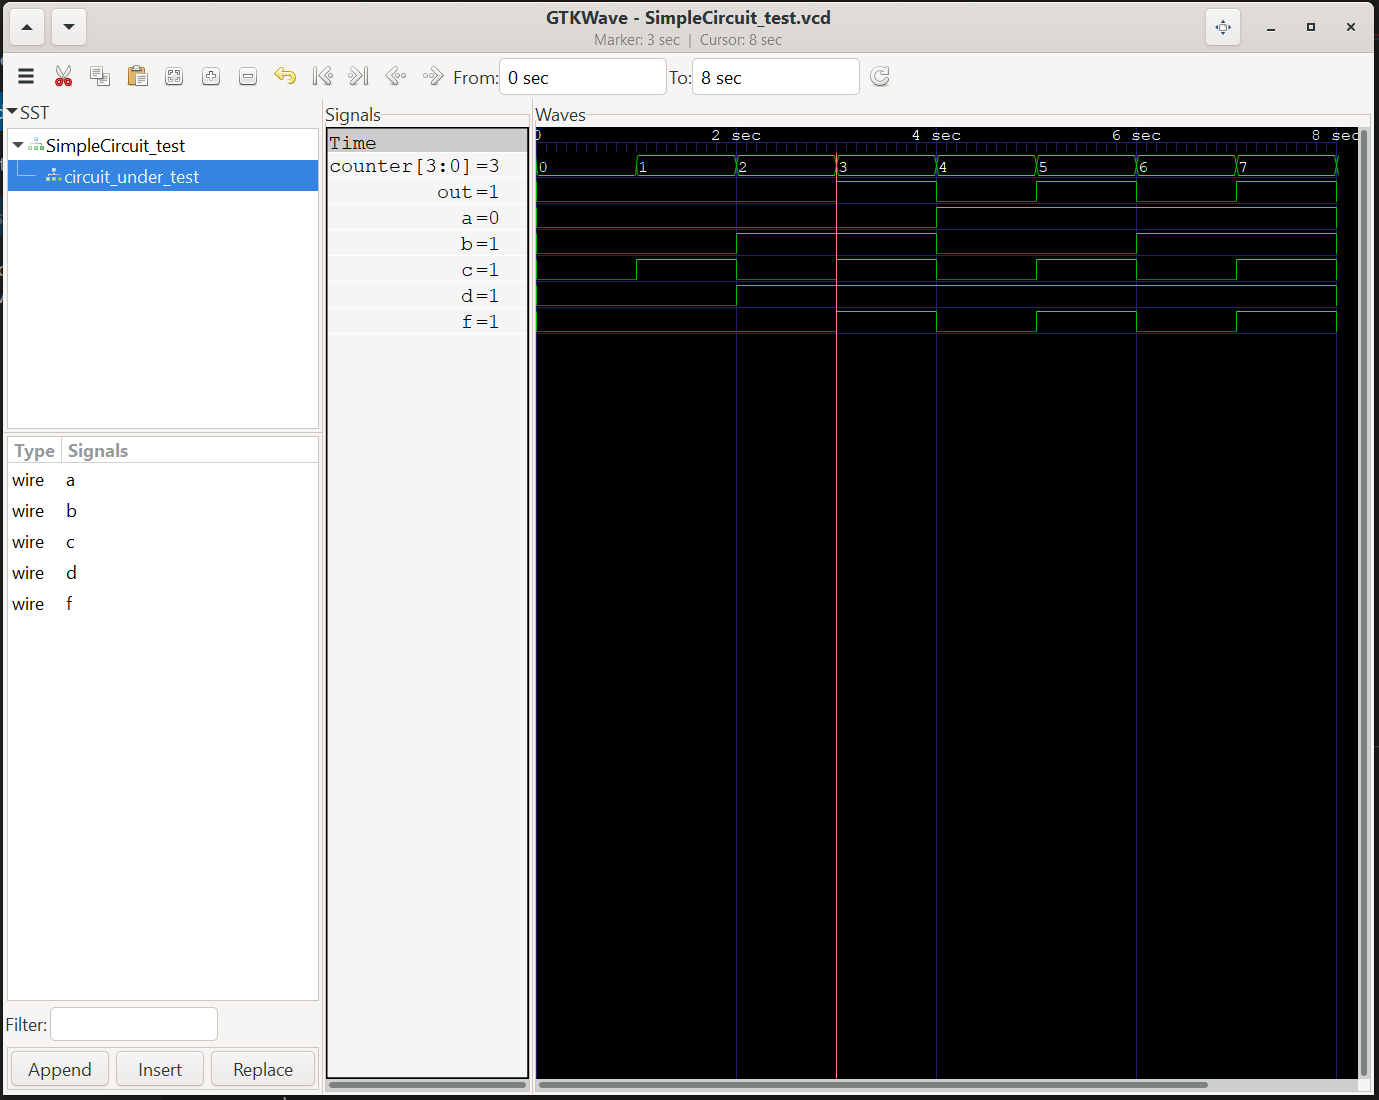 GTKWave - SimpleCircuit_test.vcd
Marker: 3 sec | Cursor: 8 sec
From: 0 sec To: 8 sec
SST
SimpleCircuit_test
circuit_under_test
Type Signals
wire a
wire b
wire c
wire d
wire f
Filter:
Append Insert Replace
Signals
Time
counter[3:0]=3
out=1
a=0
b=1
c=1
d=1
f=1
Waves
0 2 sec 4 sec 6 sec 8 sec
0 1 2 3 4 5 6 7